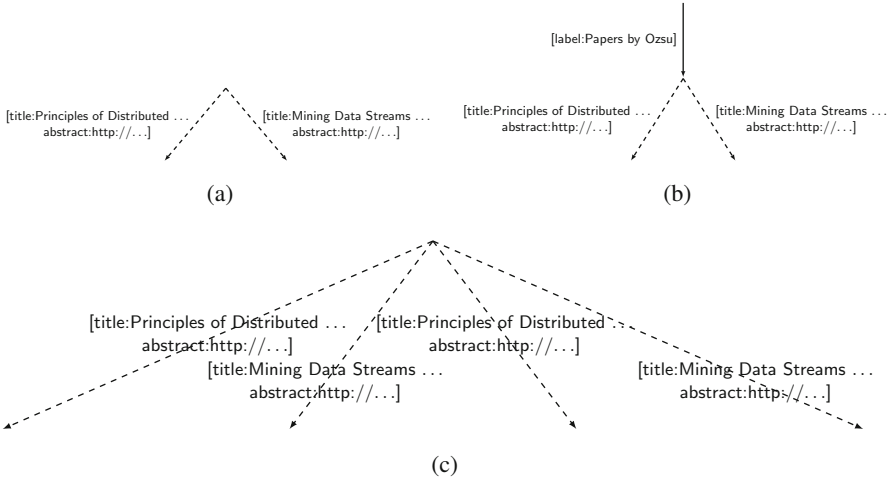 [label:Papers by Ozsu]
[title:Principles of Distributed ...
abstract:http://...]
[title:Mining Data Streams ...
abstract:http://...]
[title:Principles of Distributed ...
abstract:http://...]
[title:Mining Data Streams ...
abstract:http://...]
(a)
(b)
[title:Principles of Distributed ...
abstract:http://...]
[title:Principles of Distributed ...
abstract:http://...]
[title:Mining Data Streams ...
abstract:http://...]
[title:Mining Data Streams ...
abstract:http://...]
(c)